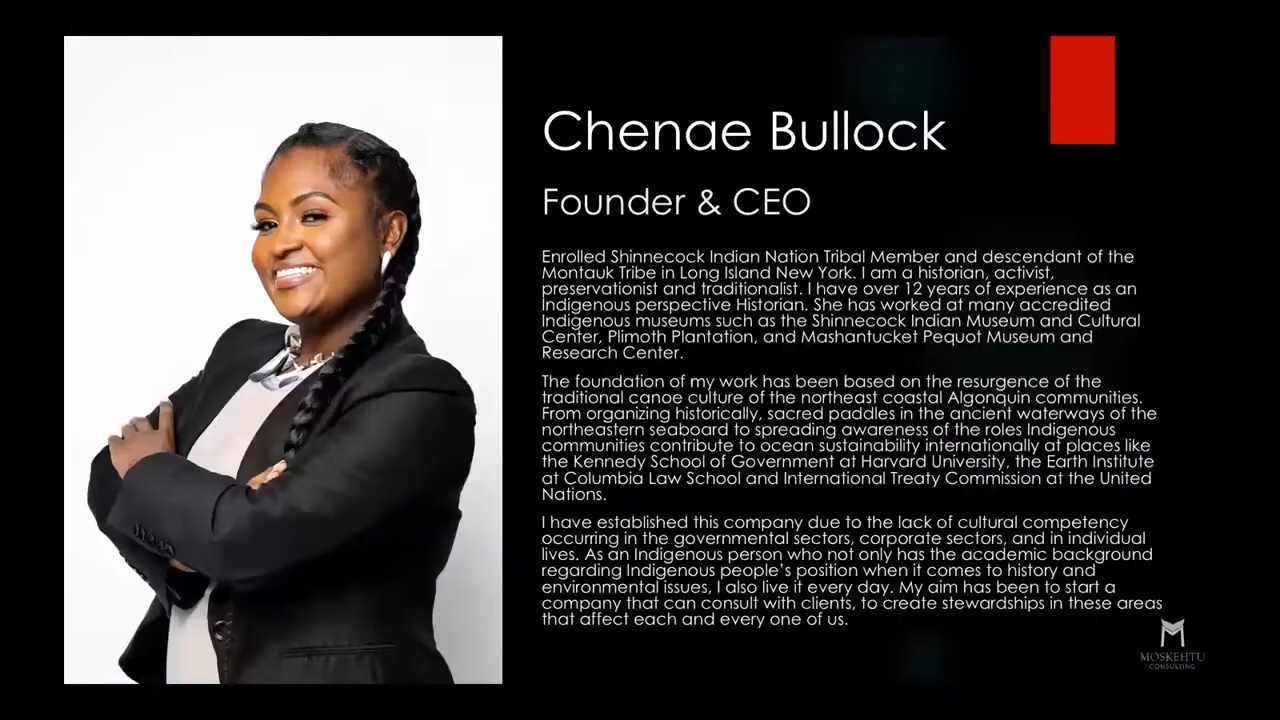 Chenae Bullock
Founder & CEO
Enrolled Shinnecock Indian Nation Tribal Member and descendant of the
Montauk Tribe in Long Island New York. I am a historian, activist,
preservationist and traditionalist. I have over 12 years of experience as an
Indigenous perspective Historian. She has worked at many accredited
Indigenous museums such as the Shinnecock Indian Museum and Cultural
Center, Plimoth Plantation, and Mashantucket Pequot Museum and
Research Center.
The foundation of my work has been based on the resurgence of the
traditional canoe culture of the northeast coastal Algonquin communities.
From organizing historically, sacred paddles in the ancient waterways of the
northeastern seaboard to spreading awareness of the roles Indigenous
communities contribute to ocean sustainability internationally at places like
the Kennedy School of Government at Harvard University, the Earth Institute
at Columbia Law School and International Treaty Commission at the United
Nations.
I have established this company due to the lack of cultural competency
occurring in the governmental sectors, corporate sectors, and in individual
lives. As an Indigenous person who not only has the academic background
regarding Indigenous people's position when it comes to history and
environmental issues, I also live it every day. My aim has been to start a
company that can consult with clients, to create stewardships in these areas
that affect each and every one of us.
MOSKEHTU
CONSULTING